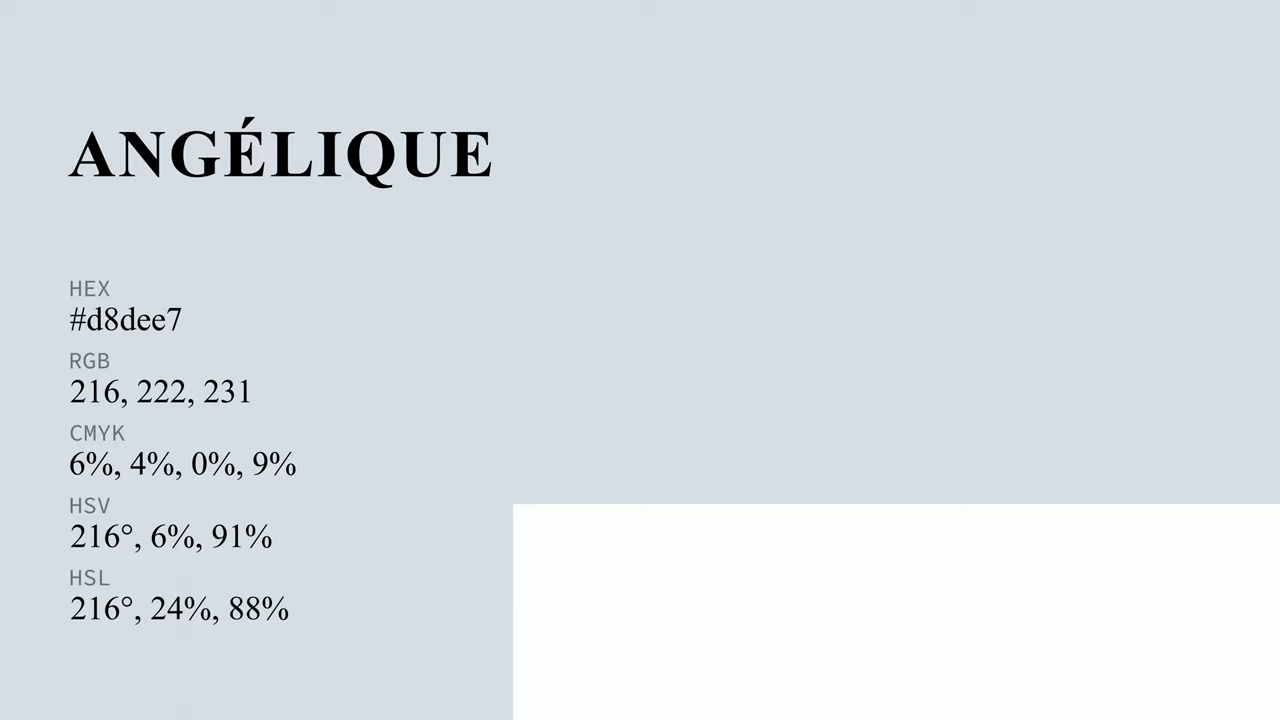 ANGÉLIQUE
HEX
#d8dee7
RGB
216, 222, 231
CMYK
6%, 4%, 0%, 9%
HSV
216°, 6%, 91%
HSL
216°, 24%, 88%